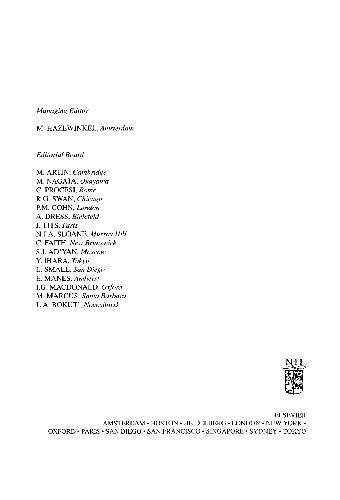 Managing Editor
M. HAZEWINKEL, Amsterdam
Editorial Board
M. ARTIN, Cambridge
M. NAGATA, Okayama
C. PROCESI, Rome
R.G. SWAN, Chicago
P.M. COHN, London
A. DRESS, Bielefeld
J. TITS, Paris
N.J.A. SLOANE, Murray Hill
C. FAITH, New Brunswick
S.I. AD'YAN, Moscow
Y. IHARA, Tokyo
L. SMALL, San Diego
E. MANES, Amherst
I.G. MACDONALD, Oxford
M. MARCUS, Santa Barbara
L.A. BOKUT', Novosibirsk
N·H
ELSEVIER
AMSTERDAM • BOSTON • HEIDELBERG • LONDON • NEW YORK •
OXFORD • PARIS • SAN DIEGO • SAN FRANCISCO • SINGAPORE • SYDNEY • TOKYO